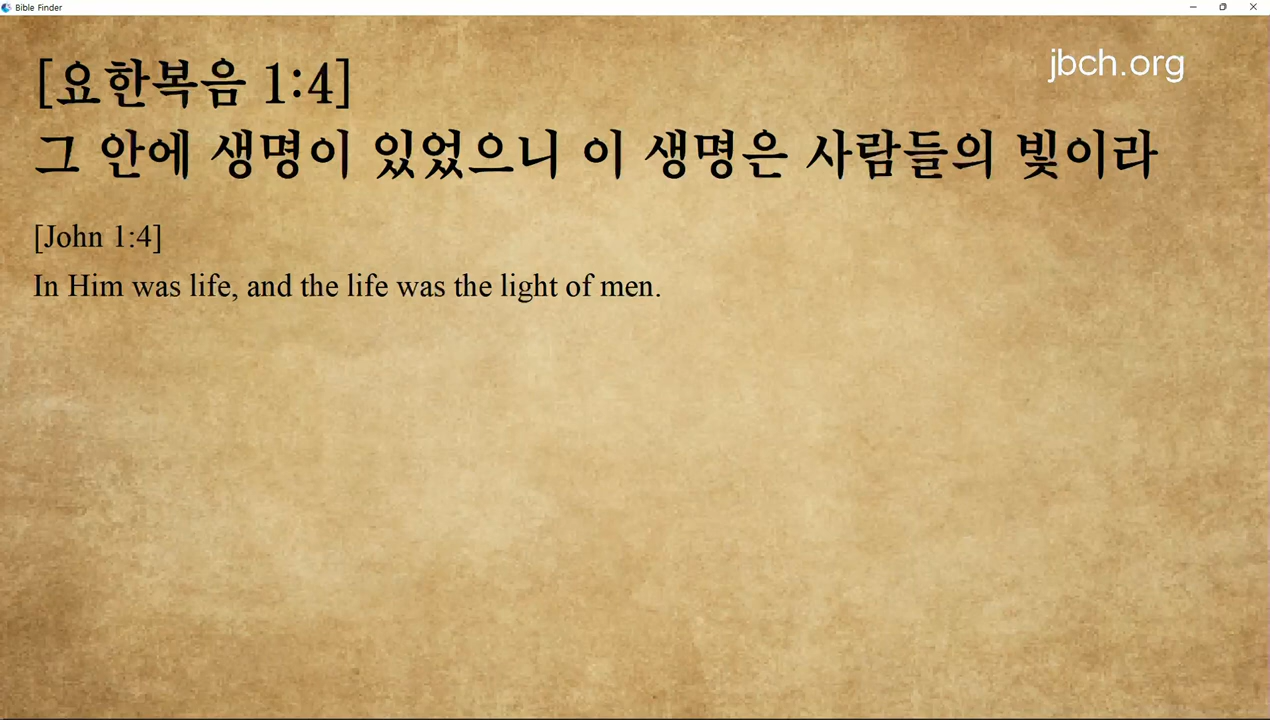 Bible Finder
jbch.org
[요한복음 1:4]
그 안에 생명이 있었으니 이 생명은 사람들의 빛이라
[John 1:4]
In Him was life, and the life was the light of men.